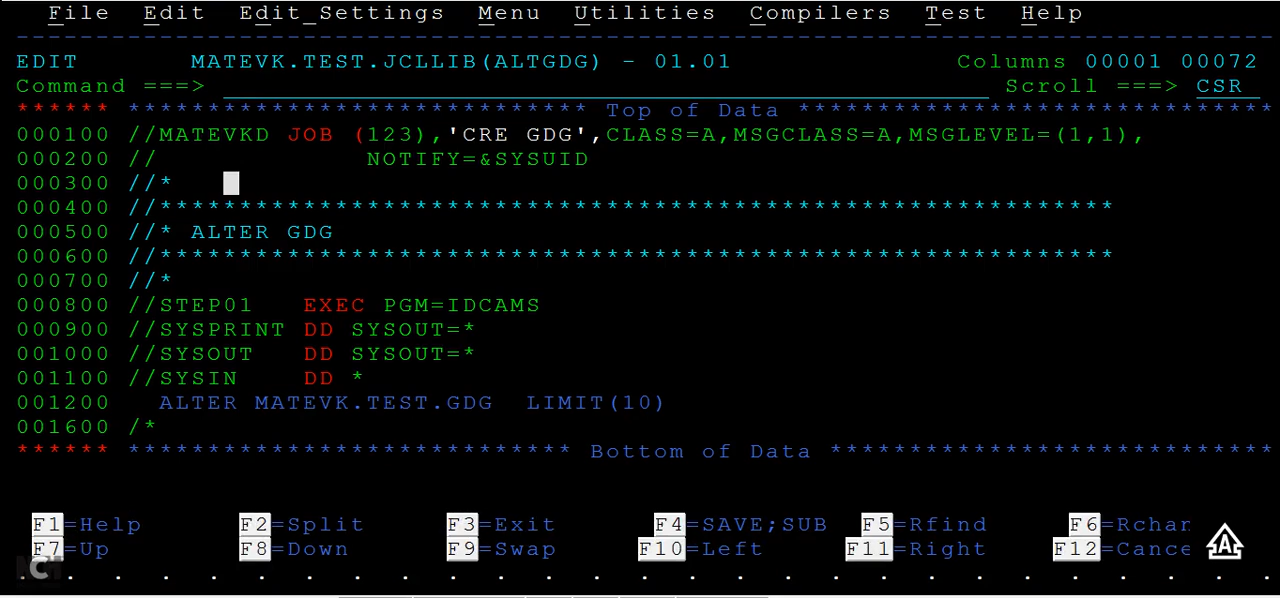 File Edit Edit_Settings Menu Utilities Compilers Test Help
EDIT MATEVK.TEST.JCLLIB(ALTGDG) - 01.01 Columns 00001 00072
Command ===> Scroll ===> CSR
****** ***************************** Top of Data ******************************
000100 //MATEVKD JOB (123),'CRE GDG',CLASS=A,MSGCLASS=A,MSGLEVEL=(1,1),
000200 // NOTIFY=&SYSUID
000300 //*
000400 //************************************************************
000500 //* ALTER GDG
000600 //************************************************************
000700 //*
000800 //STEP01 EXEC PGM=IDCAMS
000900 //SYSPRINT DD SYSOUT=*
001000 //SYSOUT DD SYSOUT=*
001100 //SYSIN DD *
001200 ALTER MATEVK.TEST.GDG LIMIT(10)
001600 /*
****** **************************** Bottom of Data ****************************
F1=Help F2=Split F3=Exit F4=SAVE;SUB F5=Rfind F6=Rchan
F7=Up F8=Down F9=Swap F10=Left F11=Right F12=Cance
A